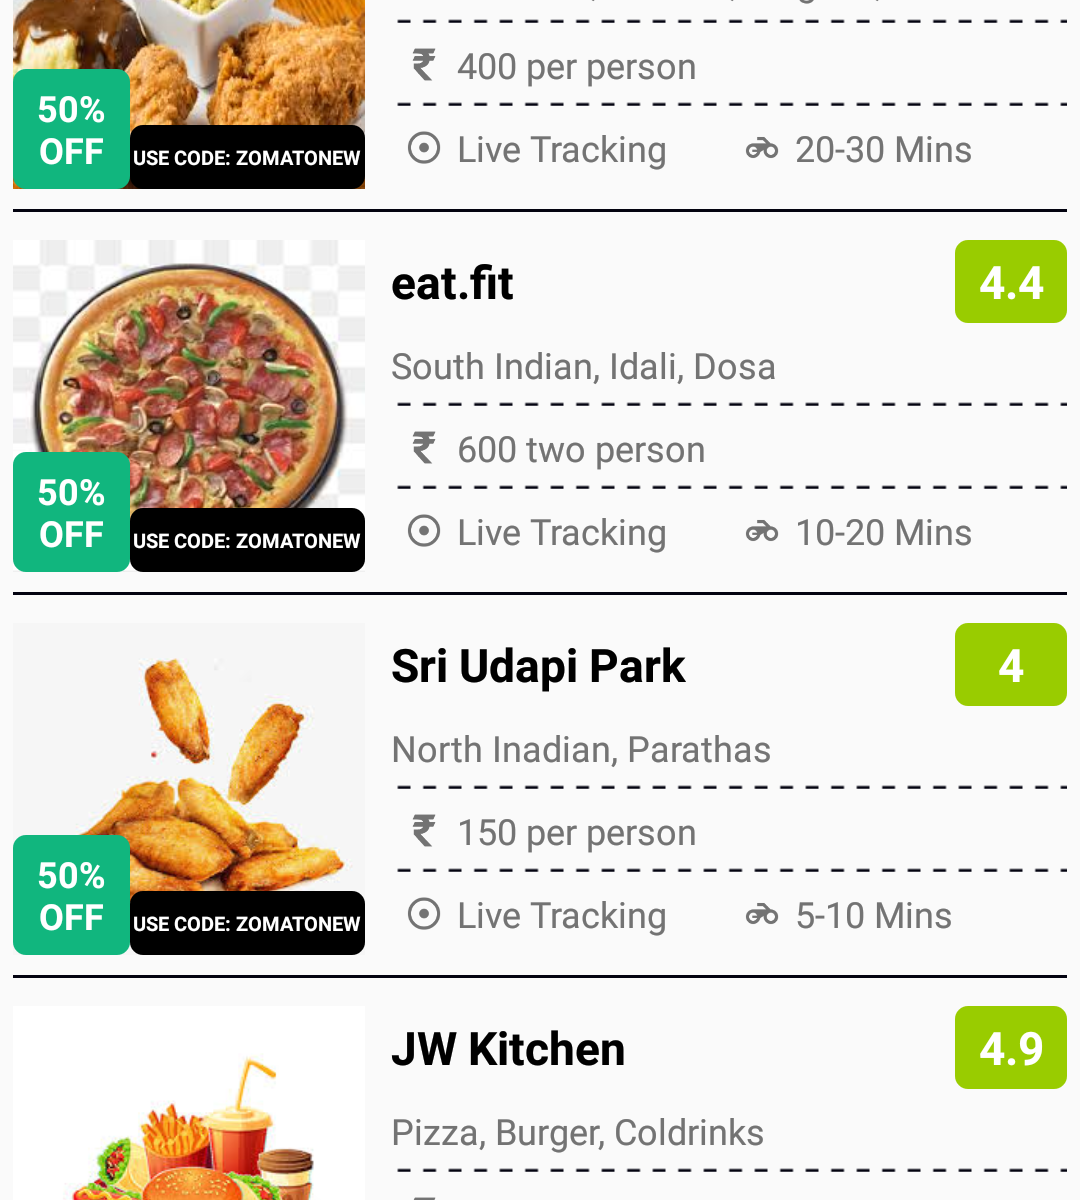 ₹ 400 per person
50%
OFF
USE CODE: ZOMATONEW
Live Tracking
20-30 Mins
eat.fit
4.4
South Indian, Idali, Dosa
₹ 600 two person
50%
OFF
USE CODE: ZOMATONEW
Live Tracking
10-20 Mins
Sri Udapi Park
4
North Inadian, Parathas
₹ 150 per person
50%
OFF
USE CODE: ZOMATONEW
Live Tracking
5-10 Mins
JW Kitchen
4.9
Pizza, Burger, Coldrinks